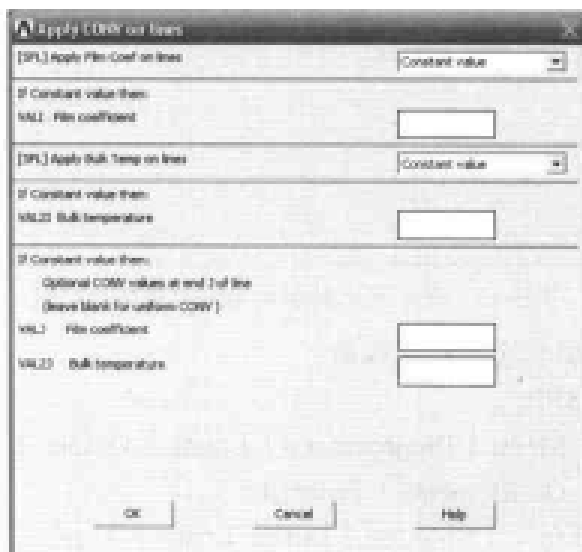 Apply CONV on lines
[SFL] Apply Film Coef on lines Constant value
If Constant value then:
VALI Film coefficient
[SFL] Apply Bulk Temp on lines Constant value
If Constant value then:
VAL2I Bulk temperature
If Constant value then:
Optional CONV values at end J of line
(leave blank for uniform CONV )
VALJ Film coefficient
VAL2J Bulk temperature
OK Cancel Help